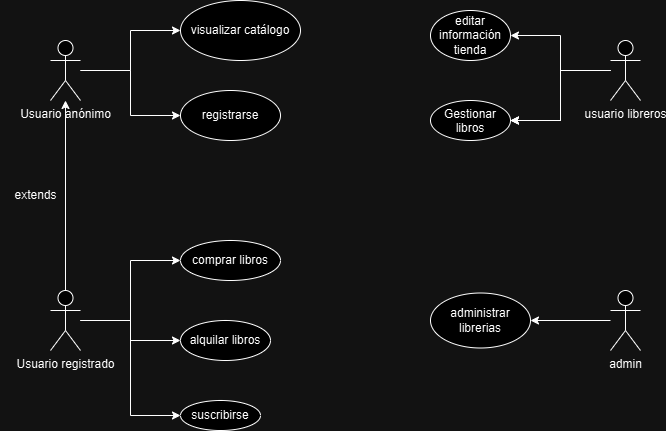 visualizar catálogo
editar
información
tienda
Usuario anónimo
registrarse
Gestionar
libros
usuario libreros
extends
comprar libros
administrar
librerias
Usuario registrado
alquilar libros
admin
suscribirse